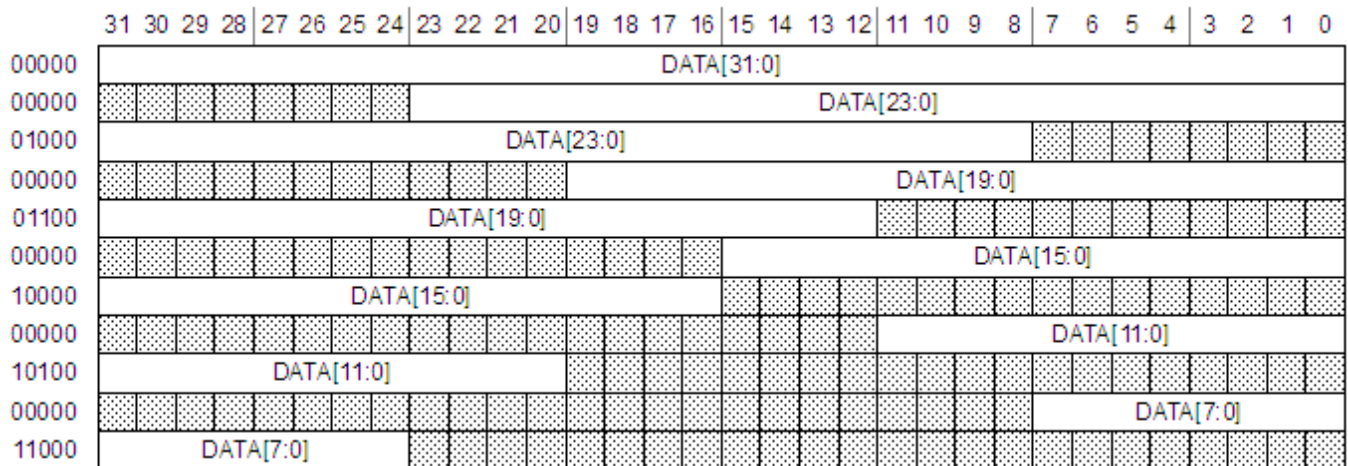 31 30 29 28 27 26 25 24 23 22 21 20 19 18 17 16 15 14 13 12 11 10 9 8 7 6 5 4 3 2 1 0
00000 DATA[31:0]
00000 DATA[23:0]
01000 DATA[23:0]
00000 DATA[19:0]
01100 DATA[19:0]
00000 DATA[15:0]
10000 DATA[15:0]
00000 DATA[11:0]
10100 DATA[11:0]
00000 DATA[7:0]
11000 DATA[7:0]